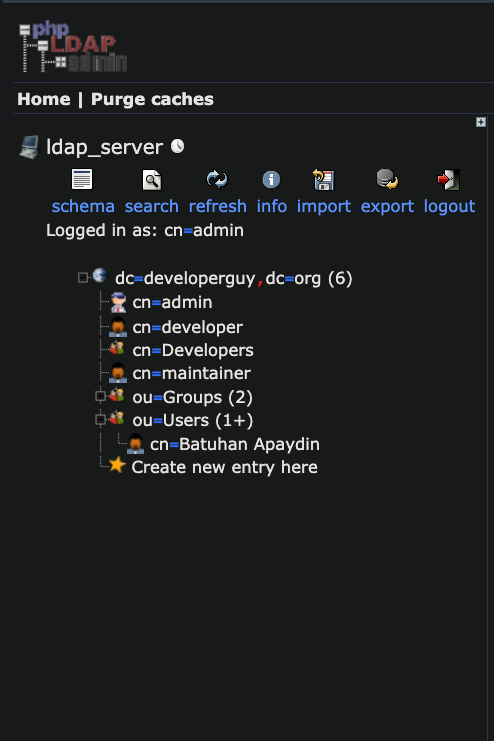 php
LDAP
admin
Home | Purge caches
ldap_server
schema search refresh info import export logout
Logged in as: cn=admin
dc=developerguy,dc=org (6)
cn=admin
cn=developer
cn=Developers
cn=maintainer
ou=Groups (2)
ou=Users (1+)
cn=Batuhan Apaydin
Create new entry here